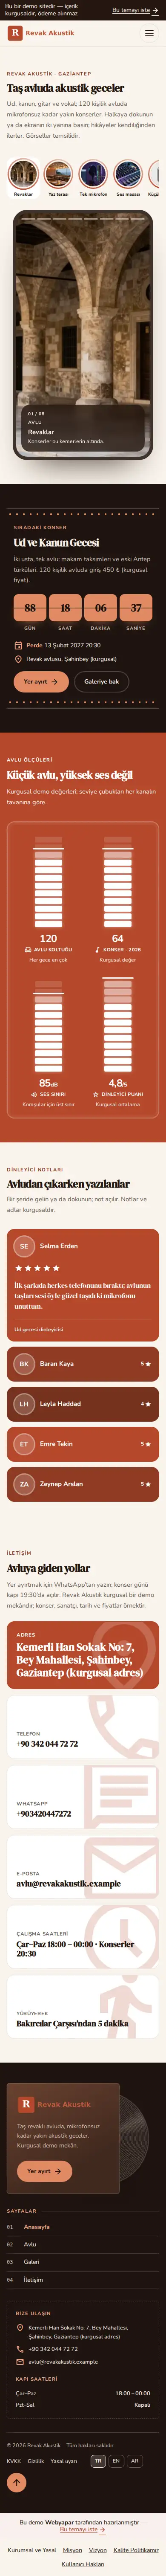 Bu bir demo sitedir — içerik
kurgusaldır, ödeme alınmaz
Bu temayı iste →
R Revak Akustik
REVAK AKUSTIK · GAZIANTEP
Taş avluda akustik geceler
Ud, kanun, gitar ve vokal; 120 kişilik avlu mikrofonsuz kadar yakın konserler. Haftanın ya da ekranın iki yanına üsen; hikâyeler kendiliğinden ilerler. Görseller temsilidir.
Revaklar
Yaz terası
Tek mikrofon
Ses masası
01 / 08
AVLU
Revaklar
Konserler bu kemerlerin altında.
SIRADAKİ KONSER
Ud ve Kanun Gecesi
İki usta, tek avlu: makam taksimleri ve eski Antep türküleri. 120 kişilik avluda giriş 450 ₺ (kurgusal fiyat).
88
18
06
37
GÜN
SAAT
DAKİKA
SANİYE
Perde 13 Şubat 2027 20:30
Revak avlusu, Şahinbey (kurgusal)
Yer ayırt →
Galeriye bak
AVLU ÖLÇÜLERİ
Küçük avlu, yüksek ses değil
Kurgusal demo değerleri; seviye çubukları her kanalın tavanına göre.
120
64
AVLU KOLTUĞU
KONSER · 2026
Her gece en çok
Kurgusal değer
85dB
4,8/5
SES SINIRI
DİNLEYİCİ PUANI
Komşular için üst sınır
Kurgusal ortalama
DİNLEYİCİ NOTLARI
Avludan çıkarken yazılanlar
Bir şeride gelin ya da dokunun; not açılır. Notlar ve adlar kurgusaldır.
SE Selma Erden
★★★★★
İlk şarkıda herkes telefonunu bıraktı; avlunun taşları sesi öyle güzel taşıdı ki mikrofonu unuttum.
Ud gecesi dinleyicisi
BK Baran Kaya 5★
LH Leyla Haddad 4★
ET Emre Tekin 5★
ZA Zeynep Arslan 5★
İLETİŞİM
Avluya giden yollar
Yer ayırtmak için WhatsApp'tan yazın; konser günü kapı 19:30'da açılır. Revak Akustik kurgusal bir demo mekânıdır; konser, sanatçı, tarih ve fiyatlar örnektir.
ADRES
Kemerli Han Sokak No: 7, Bey Mahallesi, Şahinbey, Gaziantep (kurgusal adres)
TELEFON
+90 342 044 72 72
WHATSAPP
+903420447272
E-POSTA
avlu@revakakustik.example
ÇALIŞMA SAATLERİ
Çar–Paz 18:00 – 00:00 · Konserler 20:30
YÜRÜYEREK
Bakırcılar Çarşısı'ndan 5 dakika
R Revak Akustik
Taş revaklı avluda, mikrofonsuz kadar yakın akustik geceler. Kurgusal demo mekân.
Yer ayırt →
SAYFALAR
01 Anasayfa
02 Avlu
03 Galeri
04 İletişim
BİZE ULAŞIN
Kemerli Han Sokak No: 7, Bey Mahallesi, Şahinbey, Gaziantep (kurgusal adres)
+90 342 044 72 72
avlu@revakakustik.example
KAPI SAATLERİ
Çar–Paz 18:00 – 00:00
Pzt–Sal Kapalı
© 2026 Revak Akustik Tüm hakları saklıdır
KVKK Gizlilik Yasal uyarı
TR EN AR
Bu demo Webyapar tarafından hazırlanmıştır —
Bu temayı iste →
Kurumsal ve Yasal Misyon Vizyon Kalite Politikamız
Kullanım Hakları